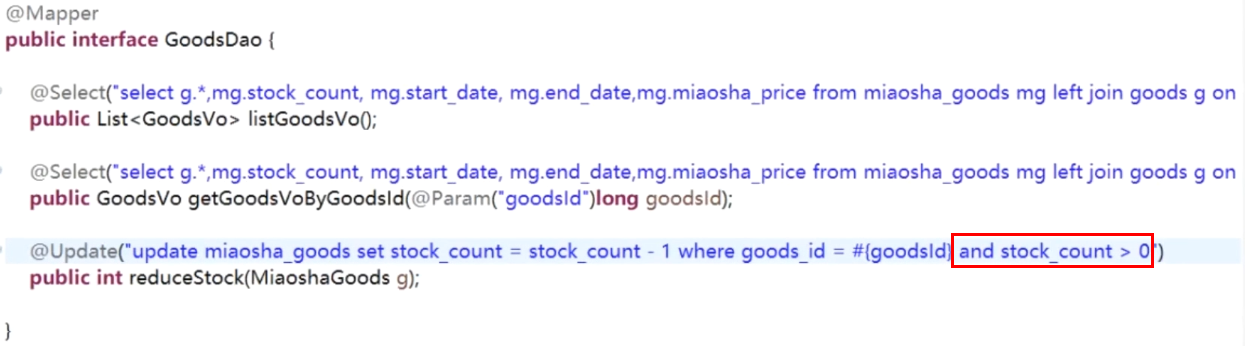 @Mapper
public interface GoodsDao {
@Select("select g.*,mg.stock_count, mg.start_date, mg.end_date,mg.miaosha_price from miaosha_goods mg left join goods g on
public List<GoodsVo> listGoodsVo();
@Select("select g.*,mg.stock_count, mg.start_date, mg.end_date,mg.miaosha_price from miaosha_goods mg left join goods g on
public GoodsVo getGoodsVoByGoodsId(@Param("goodsId")long goodsId);
@Update("update miaosha_goods set stock_count = stock_count - 1 where goods_id = #{goodsId} and stock_count > 0")
public int reduceStock(MiaoshaGoods g);
}